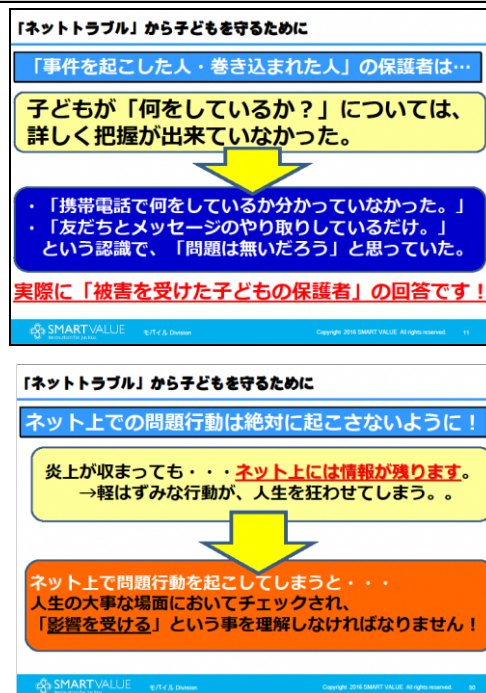 「ネットトラブル」から子どもを守るために
「事件を起こした人・巻き込まれた人」の保護者は…
子どもが「何をしているか？」については、
詳しく把握が出来ていなかった。
・「携帯電話で何をしているか分かっていなかった。」
・「友だちとメッセージのやり取りしているだけ。」
という認識で、「問題は無いだろう」と思っていた。
実際に「被害を受けた子どもの保護者」の回答です！
SMARTVALUE モバイル Division Copyright 2016 SMART VALUE All rights reserved. 11
「ネットトラブル」から子どもを守るために
ネット上での問題行動は絶対に起こさないように！
炎上が収まっても・・・ネット上には情報が残ります。
→軽はずみな行動が、人生を狂わせてしまう。。
ネット上で問題行動を起こしてしまうと・・・
人生の大事な場面においてチェックされ、
「影響を受ける」という事を理解しなければなりません！
SMARTVALUE モバイル Division Copyright 2016 SMART VALUE All rights reserved.